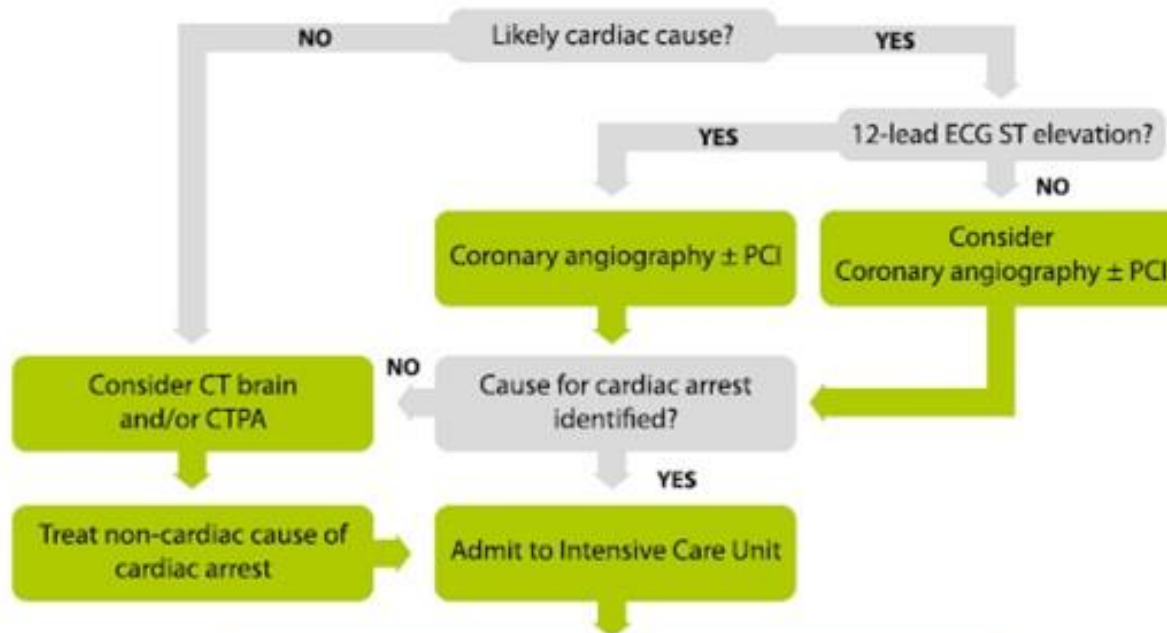 Likely cardiac cause?
NO
YES
12-lead ECG ST elevation?
YES
NO
Coronary angiography ± PCI
Consider
Coronary angiography ± PCI
Consider CT brain
and/or CTPA
NO
Cause for cardiac arrest
identified?
YES
Treat non-cardiac cause of
cardiac arrest
Admit to Intensive Care Unit